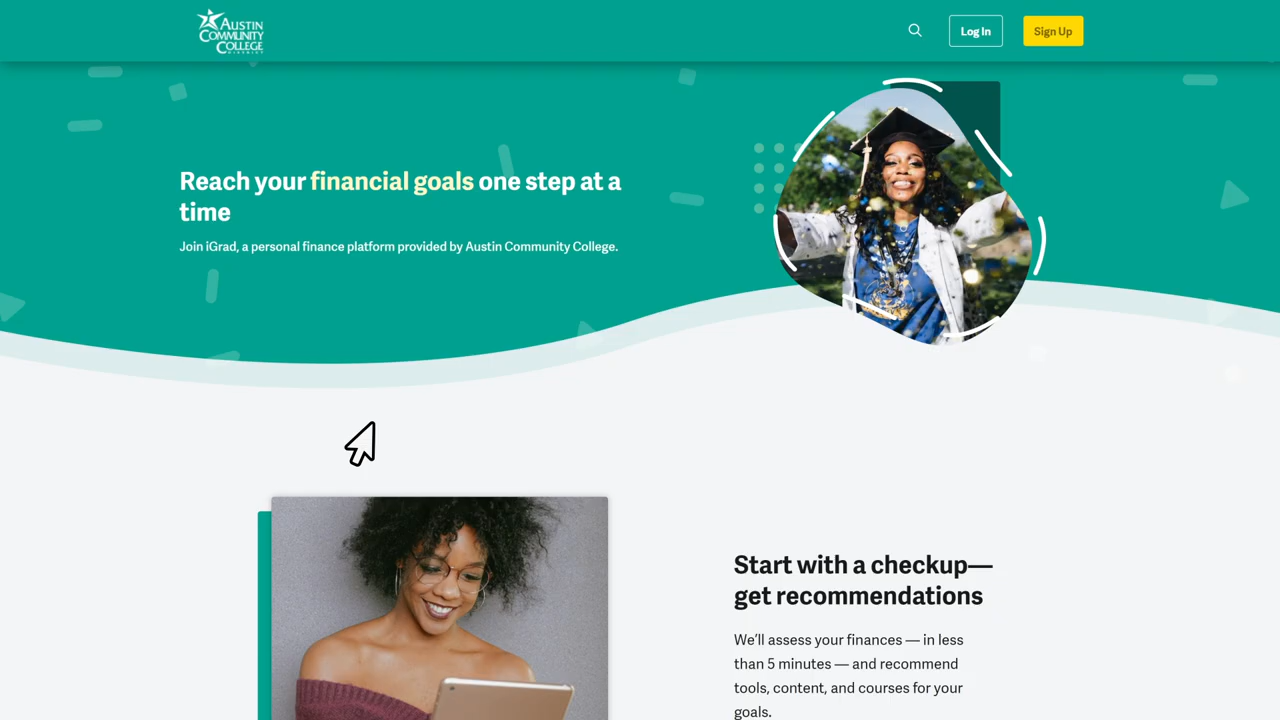 AUSTIN
COMMUNITY
COLLEGE
DISTRICT
Log In
Sign Up
Reach your financial goals one step at a
time
Join iGrad, a personal finance platform provided by Austin Community College.
Start with a checkup—
get recommendations
We’ll assess your finances — in less
than 5 minutes — and recommend
tools, content, and courses for your
goals.